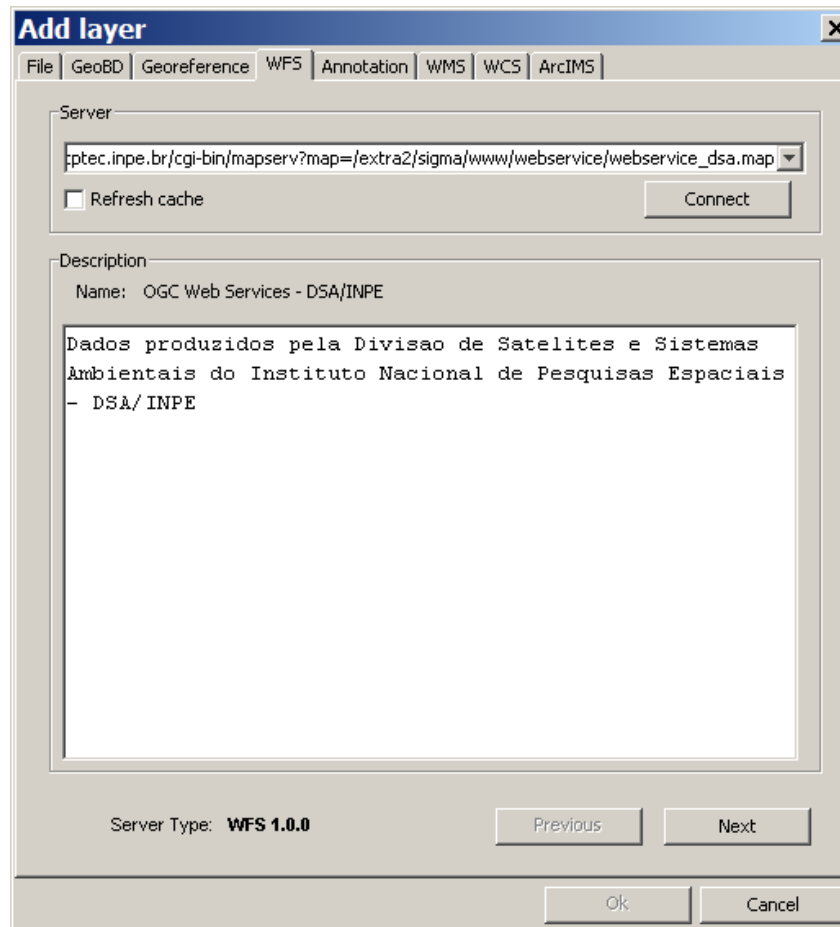 Add layer
File GeoBD Georeference WFS Annotation WMS WCS ArcIMS
Server
cptec.inpe.br/cgi-bin/mapserv?map=/extra2/sigma/www/webservice/webservice_dsa.map
Refresh cache Connect
Description
Name: OGC Web Services - DSA/INPE
Dados produzidos pela Divisao de Satelites e Sistemas
Ambientais do Instituto Nacional de Pesquisas Espaciais
- DSA/INPE
Server Type: WFS 1.0.0 Previous Next
Ok Cancel